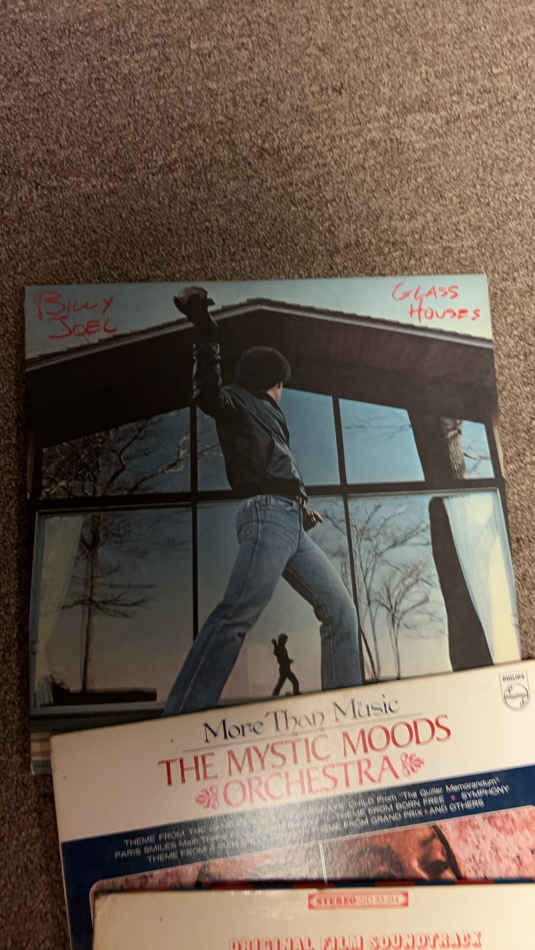 BILLY
JOEL
GLASS
HOUSES
PHILIPS
More Than Music
THE MYSTIC MOODS
ORCHESTRA
CHILD from "The Quiller Memorandum"
PARIS SMILES THEME FROM BORN FREE • SYMPHONY
THEME FROM THEME FROM GRAND PRIX • AND OTHERS
STEREO
ORIGINAL FILM SOUNDTRACK